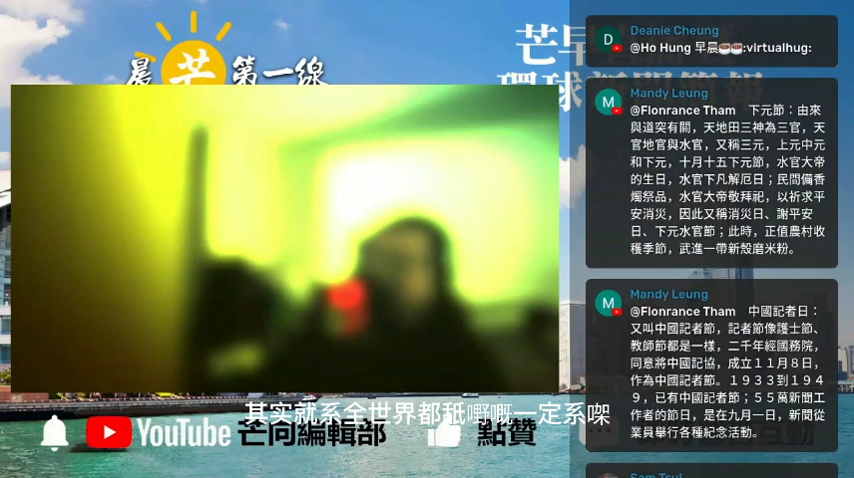 晨芒第一線
芒早
環球新聞簡報
Deanie Cheung
@Ho Hung 早晨☕☕:virtualhug:
Mandy Leung
@Flonrance Tham 下元節：由來
與道突有關，天地田三神為三官，天
官地官與水官，又稱三元，上元中元
和下元，十月十五下元節，水官大帝
的生日，水官下凡解厄日；民間備香
燭祭品，水官大帝敬拜祀，以祈求平
安消災，因此又稱消災日、謝平安
日、下元水官節；此時，正值農村收
穫季節，武進一帶新殼磨米粉。
Mandy Leung
@Flonrance Tham 中國記者日：
又叫中國記者節，記者節像護士節、
教師節都是一樣，二千年經國務院，
同意將中國記協，成立１１月８日，
作為中國記者節。１９３３到１９４
９，已有中國記者節；５５萬新聞工
作者的節日，是在九月一日，新聞從
業員舉行各種紀念活動。
Sam Tsui
其实就系全世界都舐嘢嘅一定系㗎
YouTube 芒向編輯部 點贊
互動